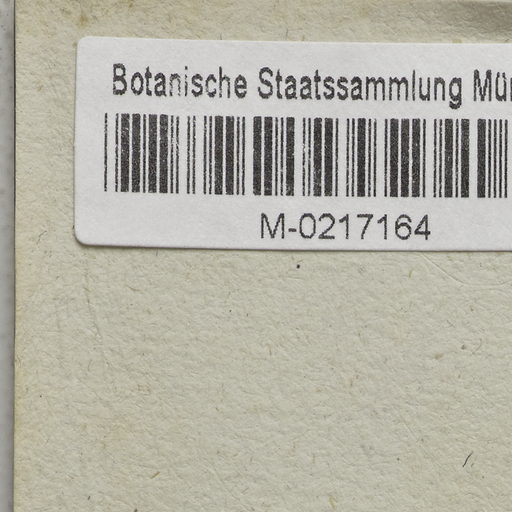 Botanische Staatssammlung Mün
M-0217164